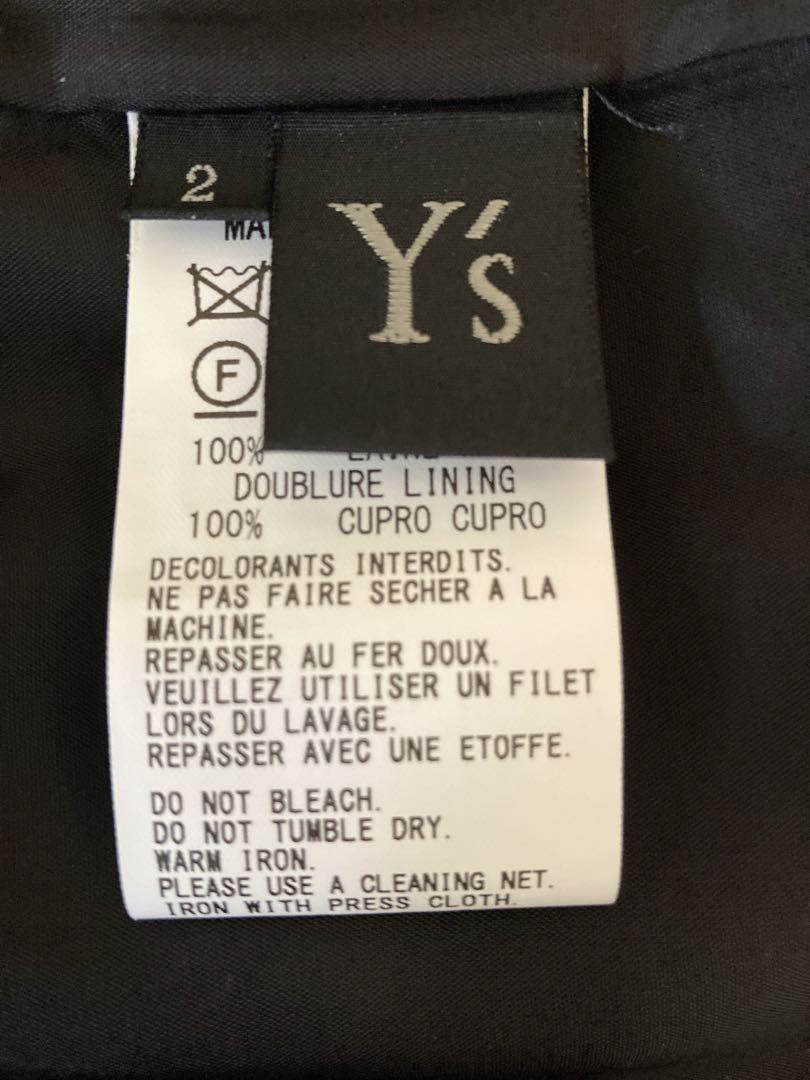 2
Y's
F
100%
DOUBLURE LINING
100% CUPRO CUPRO
DECOLORANTS INTERDITS.
NE PAS FAIRE SECHER A LA
MACHINE.
REPASSER AU FER DOUX.
VEUILLEZ UTILISER UN FILET
LORS DU LAVAGE.
REPASSER AVEC UNE ETOFFE.
DO NOT BLEACH.
DO NOT TUMBLE DRY.
WARM IRON.
PLEASE USE A CLEANING NET.
IRON WITH PRESS CLOTH.